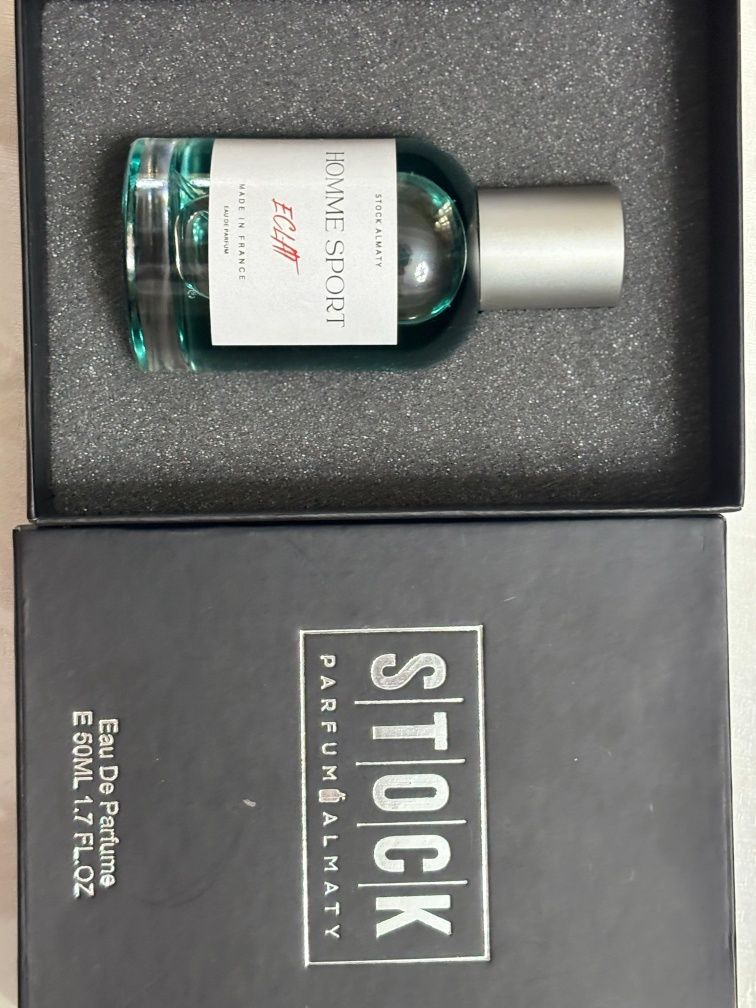 STOCK ALMATY
HOMME SPORT
ECLAT
MADE IN FRANCE
EAU DE PARFUM
STOCK
PARFUM ALMATY
Eau De Parfume
E 50ML 1.7 FL.OZ